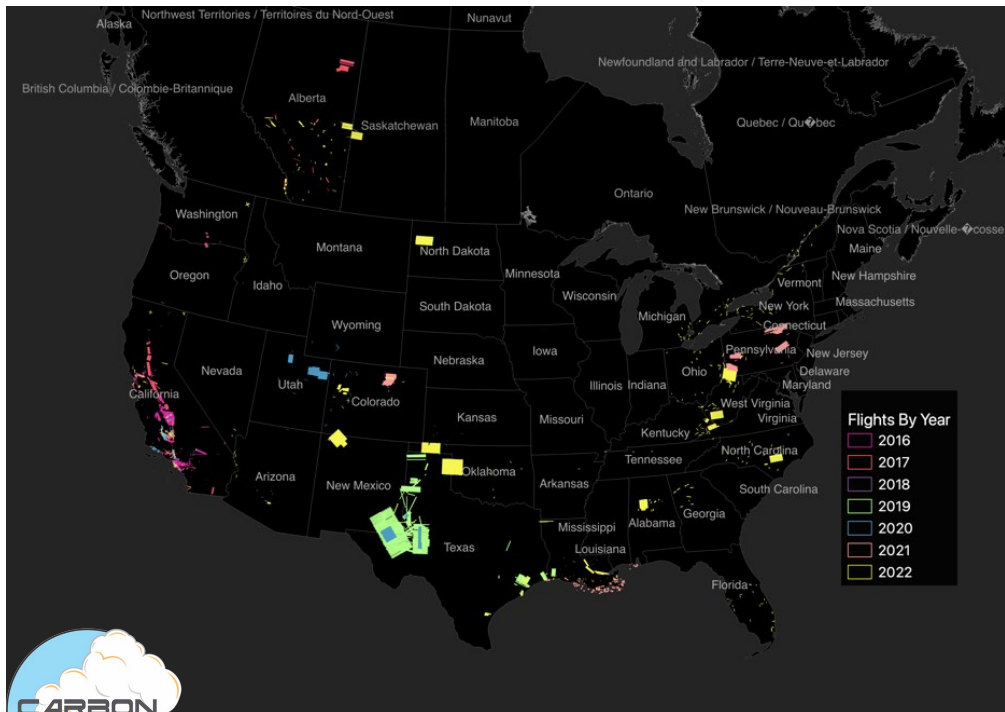 Northwest Territories / Territoires du Nord-Ouest
Nunavut
Alaska
Newfoundland and Labrador / Terre-Neuve-et-Labrador
British Columbia / Colombie-Britannique
Alberta
Saskatchewan
Manitoba
Quebec / Qu�bec
Ontario
New Brunswick / Nouveau-Brunswick
Nova Scotia / Nouvelle-�cosse
Washington
Maine
Montana
North Dakota
Oregon
Minnesota
Vermont
New Hampshire
Idaho
South Dakota
Wisconsin
Michigan
New York
Massachusetts
Wyoming
Connecticut
Nebraska
Iowa
Pennsylvania
New Jersey
Nevada
Utah
Illinois
Indiana
Ohio
Delaware
Maryland
California
Colorado
Kansas
Missouri
West Virginia
Virginia
Kentucky
Tennessee
North Carolina
Arizona
New Mexico
Oklahoma
Arkansas
South Carolina
Mississippi
Alabama
Georgia
Texas
Louisiana
Florida
Flights By Year
2016
2017
2018
2019
2020
2021
2022
CARBON